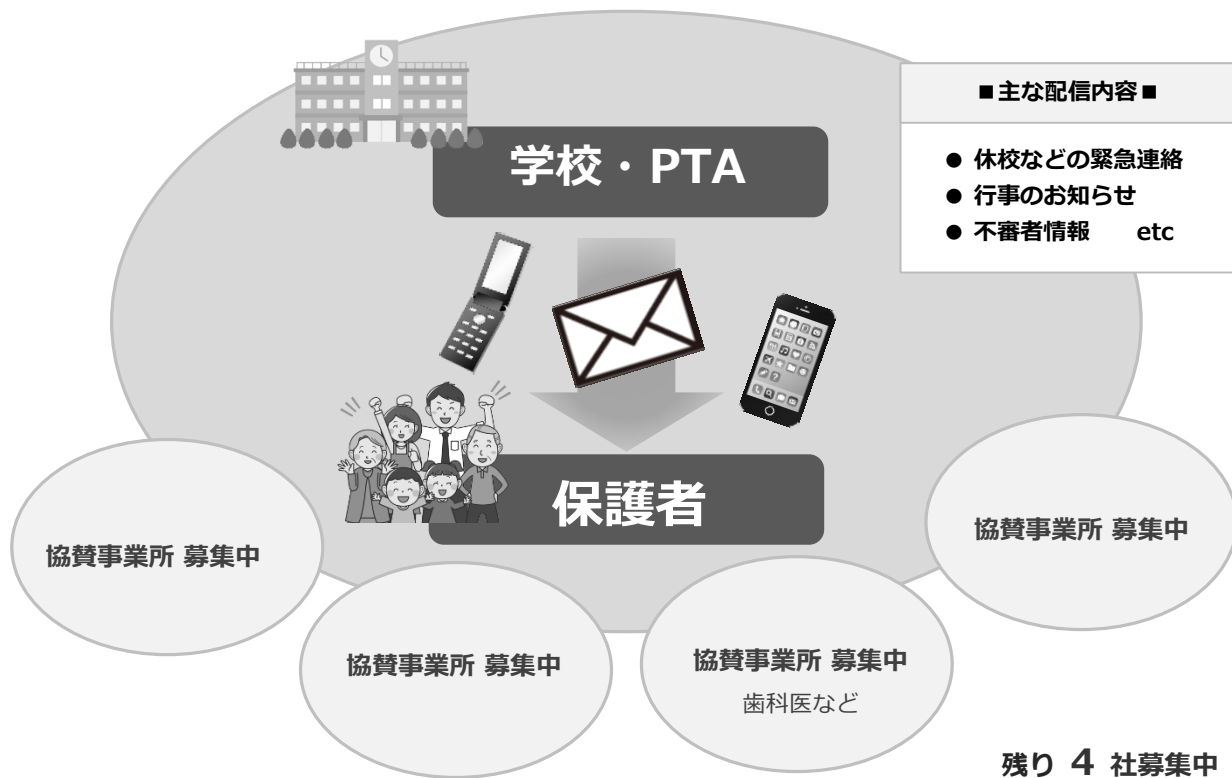 ■主な配信内容■
● 休校などの緊急連絡
● 行事のお知らせ
● 不審者情報　etc
学校・PTA
保護者
協賛事業所 募集中
協賛事業所 募集中
協賛事業所 募集中
歯科医など
協賛事業所 募集中
残り 4 社募集中